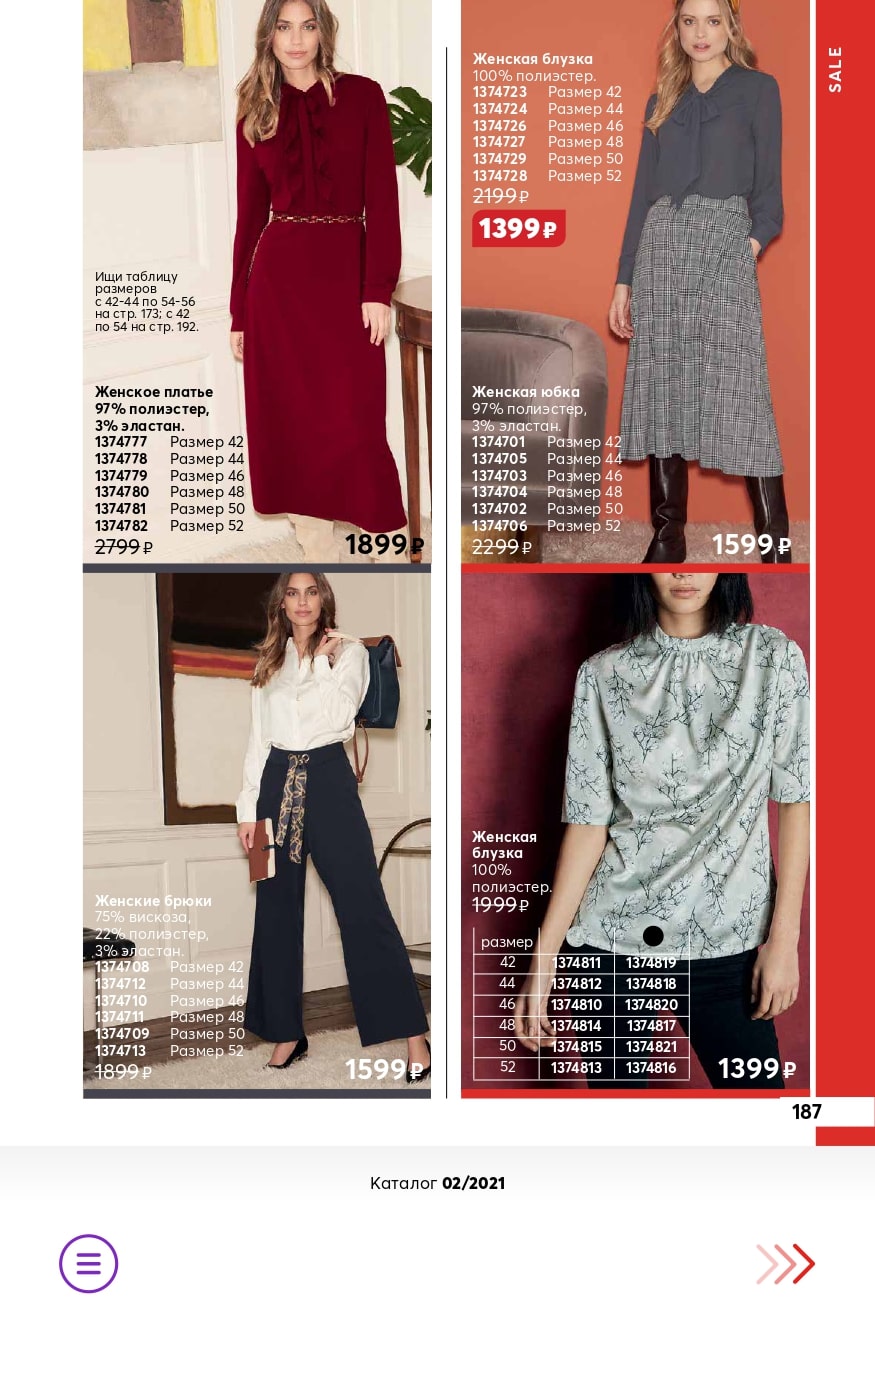 SALE
Ищи таблицу
размеров
с 42-44 по 54-56
на стр. 173; с 42
по 54 на стр. 192.
Женское платье
97% полиэстер,
3% эластан.
1374777 Размер 42
1374778 Размер 44
1374779 Размер 46
1374780 Размер 48
1374781 Размер 50
1374782 Размер 52
2799 ₽ 1899 ₽
Женская блузка
100% полиэстер.
1374723 Размер 42
1374724 Размер 44
1374726 Размер 46
1374727 Размер 48
1374729 Размер 50
1374728 Размер 52
2199 ₽
1399 ₽
Женская юбка
97% полиэстер,
3% эластан.
1374701 Размер 42
1374705 Размер 44
1374703 Размер 46
1374704 Размер 48
1374702 Размер 50
1374706 Размер 52
2299 ₽ 1599 ₽
Женские брюки
75% вискоза,
22% полиэстер,
3% эластан.
1374708 Размер 42
1374712 Размер 44
1374710 Размер 46
1374711 Размер 48
1374709 Размер 50
1374713 Размер 52
1899 ₽ 1599 ₽
Женская
блузка
100%
полиэстер.
1999 ₽
размер
42 1374811 1374819
44 1374812 1374818
46 1374810 1374820
48 1374814 1374817
50 1374815 1374821
52 1374813 1374816
1399 ₽
187
Каталог 02/2021